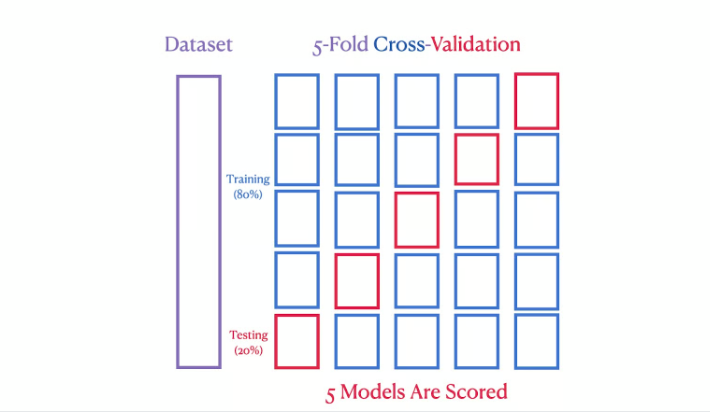 Dataset
5-Fold Cross-Validation
Training
(80%)
Testing
(20%)
5 Models Are Scored